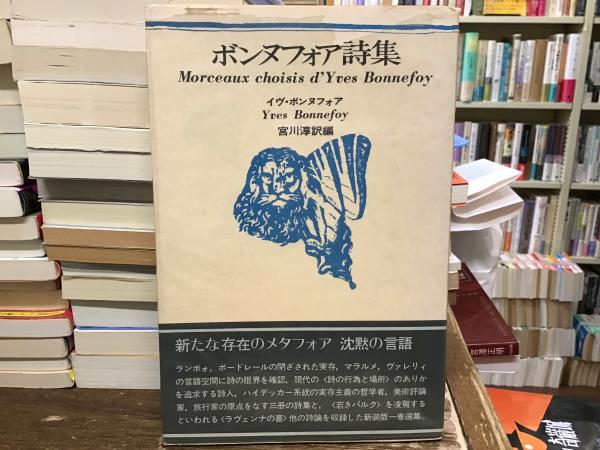 ボンヌフォア詩集
Morceaux choisis d'Yves Bonnefoy
イヴ・ボンヌフォア
Yves Bonnefoy
宮川淳訳編
新たな存在のメタフォア 沈黙の言語
ランボォ，ボードレールの閉ざされた実存，マラルメ，ヴァレリィ
の言語空間に詩の限界を確認，現代の〈詩の行為と場所〉のありか
を追求する詩人，ハイデッカー系統の実存主義の哲学者，美術評論
家，旅行家の原点をなす三冊の詩集と，〈若きパルク〉を凌駕する
といわれる〈ラヴェンナの墓〉他の詩論を収録した新装版一巻選集。